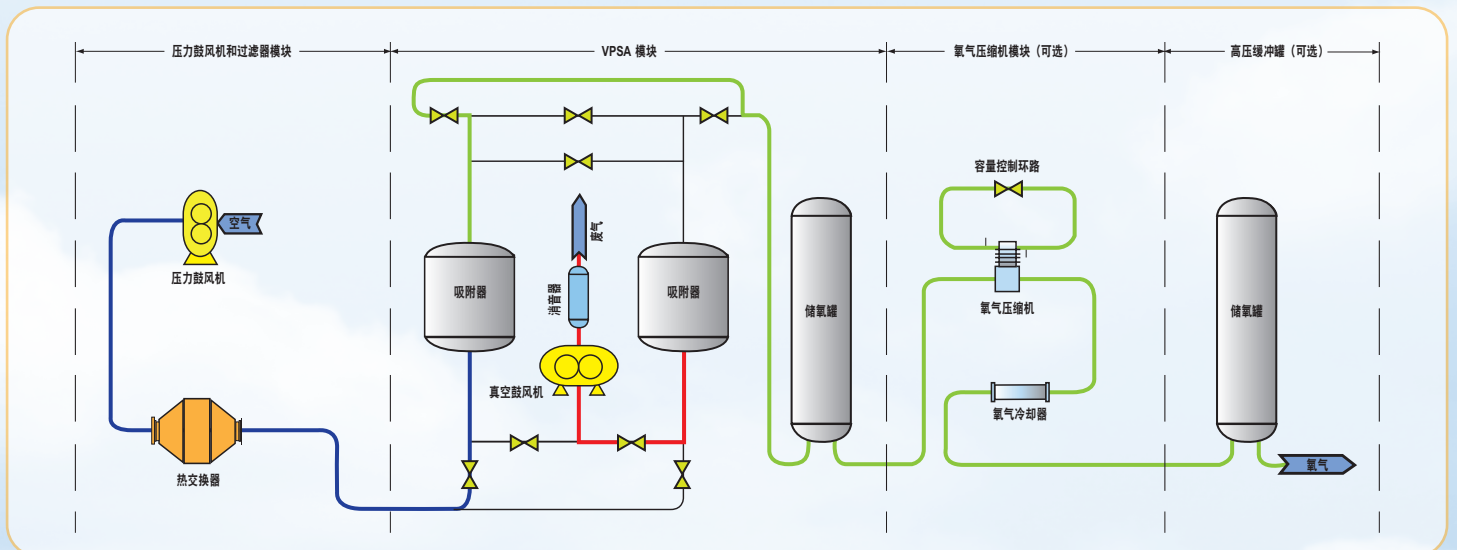 压力鼓风机和过滤器模块
VPSA 模块
氧气压缩机模块（可选）
高压缓冲罐（可选）
空气
压力鼓风机
热交换器
吸附器
废气
消音器
吸附器
真空鼓风机
储氧罐
容量控制环路
氧气压缩机
氧气冷却器
储氧罐
氧气